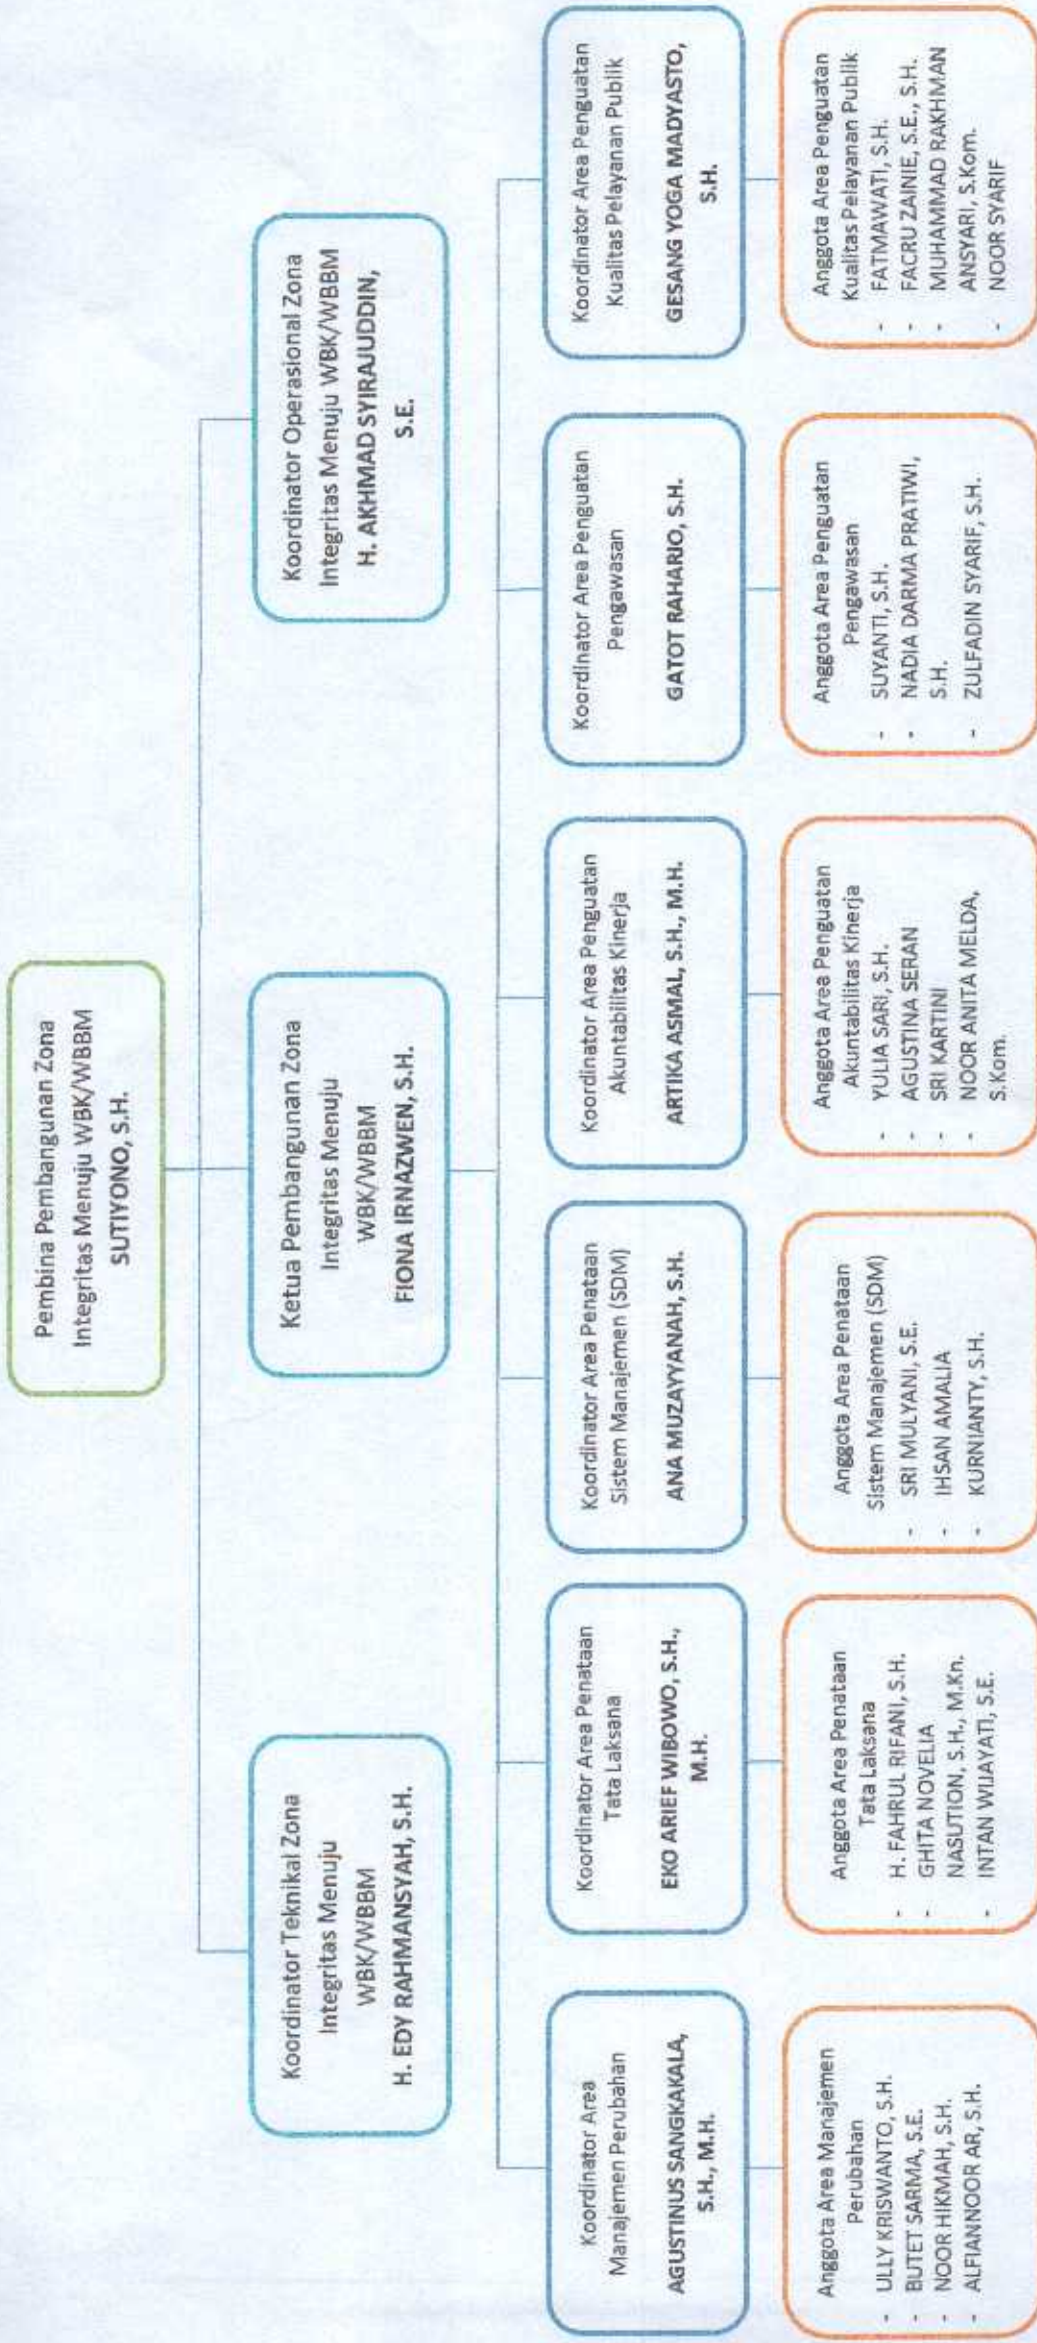 Pembina Pembangunan Zona
Integritas Menuju WBK/WBBM
SUTIYONO, S.H.
Koordinator Teknikal Zona
Integritas Menuju
WBK/WBBM
H. EDY RAHMANSYAH, S.H.
Ketua Pembangunan Zona
Integritas Menuju
WBK/WBBM
FIONA IRNAZWEN, S.H.
Koordinator Operasional Zona
Integritas Menuju WBK/WBBM
H. AKHMAD SYIRAJUDDIN,
S.E.
Koordinator Area
Manajemen Perubahan
AGUSTINUS SANGKAKALA,
S.H., M.H.
Koordinator Area Penataan
Tata Laksana
EKO ARIEF WIBOWO, S.H.,
M.H.
Koordinator Area Penataan
Sistem Manajemen (SDM)
ANA MUZAYYANAH, S.H.
Koordinator Area Penguatan
Akuntabilitas Kinerja
ARTIKA ASMAL, S.H., M.H.
Koordinator Area Penguatan
Pengawasan
GATOT RAHARJO, S.H.
Koordinator Area Penguatan
Kualitas Pelayanan Publik
GESANG YOGA MADYASTO,
S.H.
Anggota Area Manajemen
Perubahan
- ULLY KRISWANTO, S.H.
- BUTET SARMA, S.E.
- NOOR HIKMAH, S.H.
- ALFIANNOOR AR, S.H.
Anggota Area Penataan
Tata Laksana
- H. FAHRUL RIFANI, S.H.
- GHITA NOVELIA
NASUTION, S.H., M.Kn.
- INTAN WIJAYATI, S.E.
Anggota Area Penataan
Sistem Manajemen (SDM)
- SRI MULYANI, S.E.
- IHSAN AMALIA
- KURNIANTY, S.H.
Anggota Area Penguatan
Akuntabilitas Kinerja
- YULIA SARI, S.H.
- AGUSTINA SERAN
- SRI KARTINI
- NOOR ANITA MELDA,
S.Kom.
Anggota Area Penguatan
Pengawasan
- SUYANTI, S.H.
- NADIA DARMA PRATIWI,
S.H.
- ZULFADIN SYARIF, S.H.
Anggota Area Penguatan
Kualitas Pelayanan Publik
- FATMAWATI, S.H.
- FACRU ZAINIE, S.E., S.H.
- MUHAMMAD RAKHMAN
ANSYARI, S.Kom.
- NOOR SYARIF